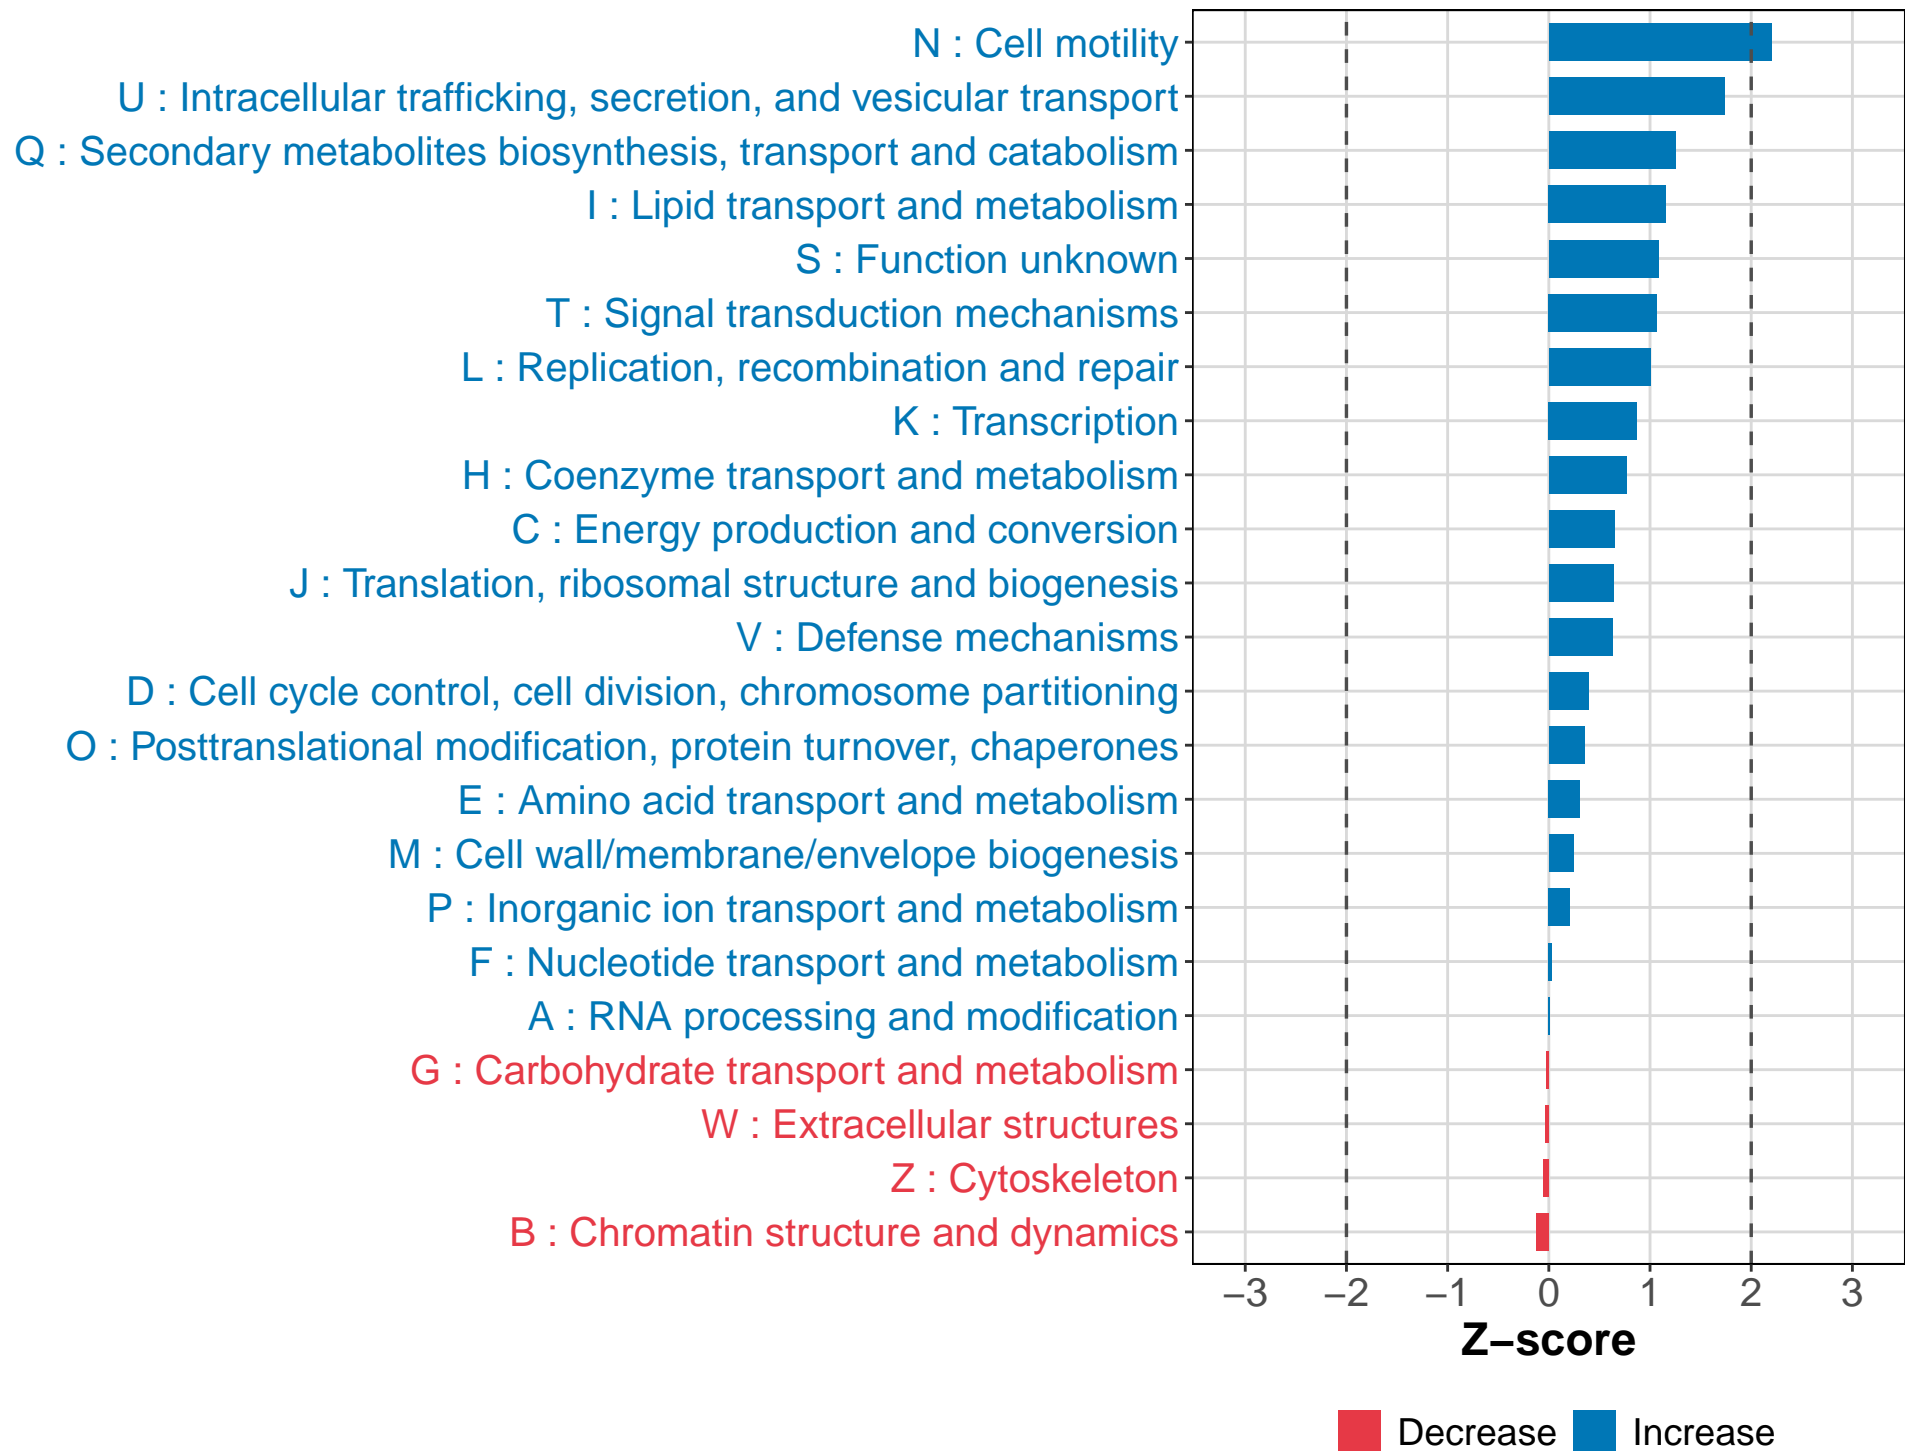 N : Cell motility
U : Intracellular trafficking, secretion, and vesicular transport
Q : Secondary metabolites biosynthesis, transport and catabolism
I : Lipid transport and metabolism
S : Function unknown
T : Signal transduction mechanisms
L : Replication, recombination and repair
K : Transcription
H : Coenzyme transport and metabolism
C : Energy production and conversion
J : Translation, ribosomal structure and biogenesis
V : Defense mechanisms
D : Cell cycle control, cell division, chromosome partitioning
O : Posttranslational modification, protein turnover, chaperones
E : Amino acid transport and metabolism
M : Cell wall/membrane/envelope biogenesis
P : Inorganic ion transport and metabolism
F : Nucleotide transport and metabolism
A : RNA processing and modification
G : Carbohydrate transport and metabolism
W : Extracellular structures
Z : Cytoskeleton
B : Chromatin structure and dynamics
−3 −2 −1 0 1 2 3
Z−score
Decrease Increase